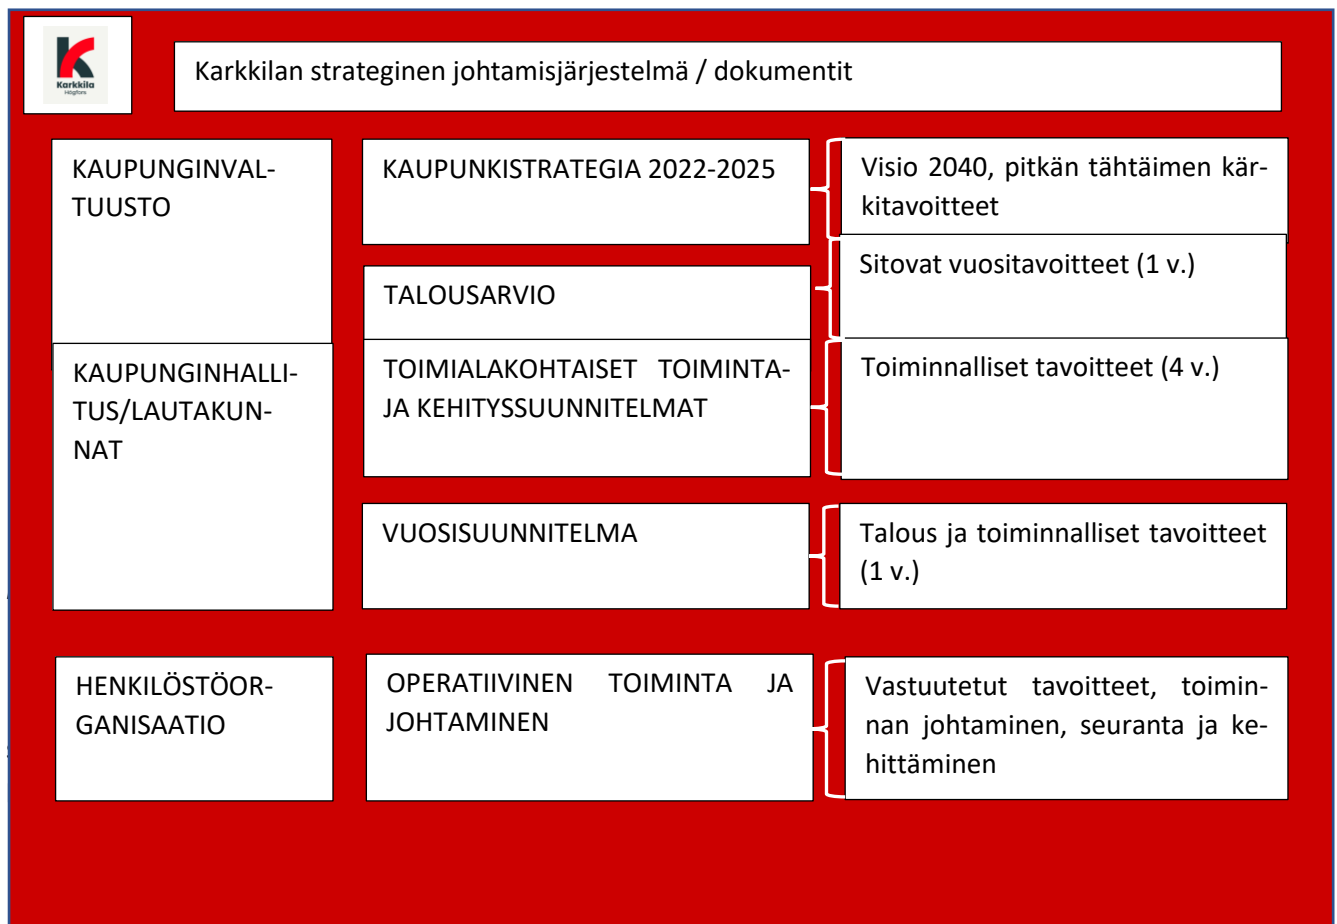 Karkkila
Högfors
Karkkilan strateginen johtamisjärjestelmä / dokumentit
KAUPUNGINVAL-
TUUSTO
KAUPUNKISTRATEGIA 2022-2025
Visio 2040, pitkän tähtäimen kär-
kitavoitteet
TALOUSARVIO
Sitovat vuositavoitteet (1 v.)
KAUPUNGINHALLI-
TUS/LAUTAKUN-
NAT
TOIMIALAKOHTAISET TOIMINTA-
JA KEHITYSSUUNNITELMAT
Toiminnalliset tavoitteet (4 v.)
VUOSISUUNNITELMA
Talous ja toiminnalliset tavoitteet
(1 v.)
HENKILÖSTÖOR-
GANISAATIO
OPERATIIVINEN TOIMINTA JA
JOHTAMINEN
Vastuutetut tavoitteet, toimin-
nan johtaminen, seuranta ja ke-
hittäminen